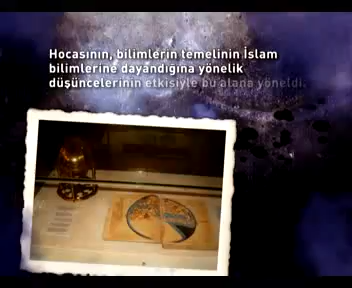 Hocasının, bilimlerin temelinin İslam
bilimlerine dayandığına yönelik
düşüncelerinin etkisiyle bu alana yöneldi.